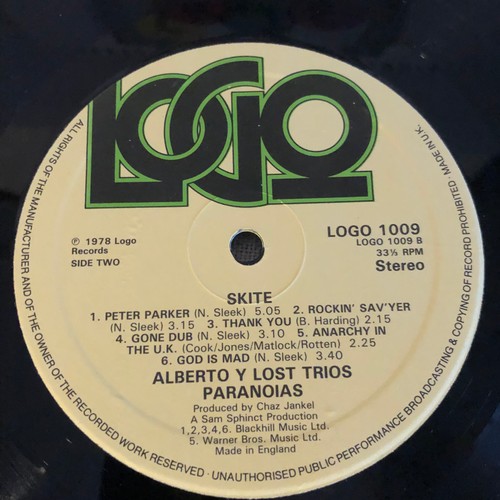 LOGO
LOGO 1009
LOGO 1009 B
33⅓ RPM
Stereo
℗ 1978 Logo
Records
SIDE TWO
SKITE
1. PETER PARKER (N. Sleek) 5.05 2. ROCKIN' SAV'YER
(N. Sleek) 3.15 3. THANK YOU (B. Harding) 2.15
4. GONE DUB (N. Sleek) 3.10 5. ANARCHY IN
THE U.K. (Cook/Jones/Matlock/Rotten) 2.25
6. GOD IS MAD (N. Sleek) 3.40
ALBERTO Y LOST TRIOS
PARANOIAS
Produced by Chaz Jankel
A Sam Sphinct Production
1,2,3,4,6. Blackhill Music Ltd.
5. Warner Bros. Music Ltd.
Made in England
ALL RIGHTS OF THE MANUFACTURER AND OF THE OWNER OF THE RECORDED WORK RESERVED · UNAUTHORISED PUBLIC PERFORMANCE BROADCASTING & COPYING OF RECORD PROHIBITED · MADE IN U.K.